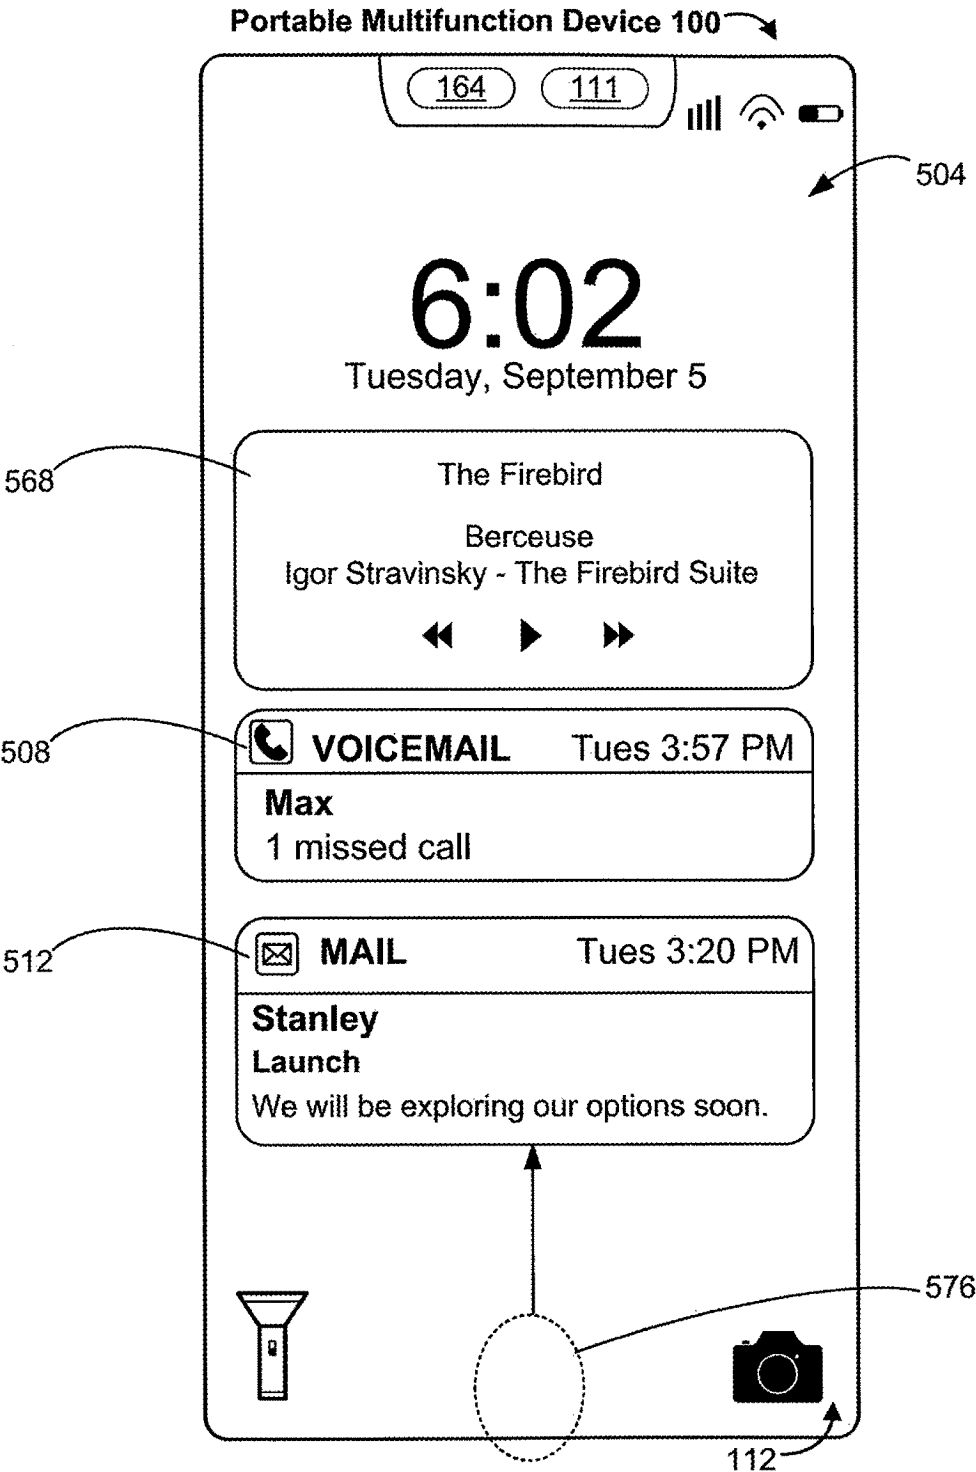 Portable Multifunction Device 100
164 111
504
6:02
Tuesday, September 5
568
The Firebird
Berceuse
Igor Stravinsky - The Firebird Suite
508
VOICEMAIL Tues 3:57 PM
Max
1 missed call
512
MAIL Tues 3:20 PM
Stanley
Launch
We will be exploring our options soon.
576
112